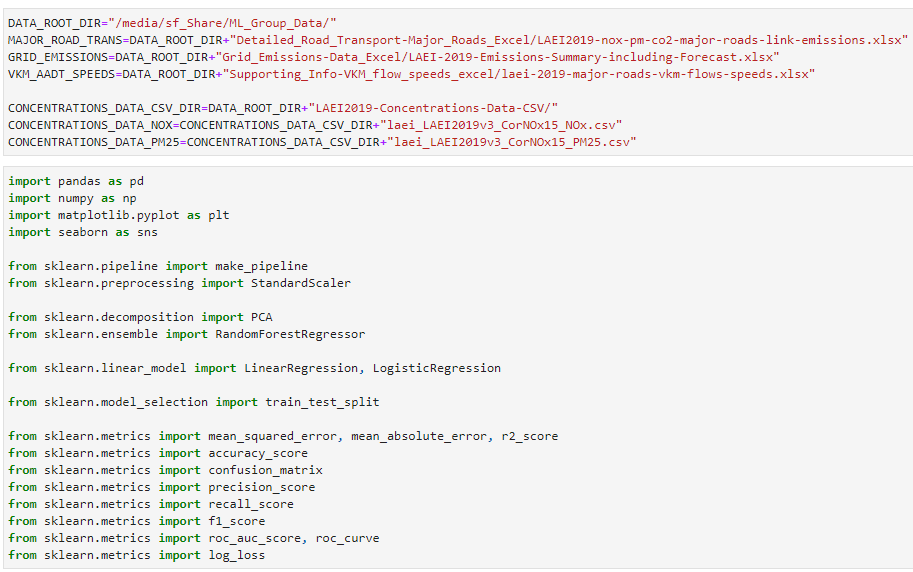 DATA_ROOT_DIR="/media/sf_Share/ML_Group_Data/"
MAJOR_ROAD_TRANS=DATA_ROOT_DIR+"Detailed_Road_Transport-Major_Roads_Excel/LAEI2019-nox-pm-co2-major-roads-link-emissions.xlsx"
GRID_EMISSIONS=DATA_ROOT_DIR+"Grid_Emissions-Data_Excel/LAEI-2019-Emissions-Summary-including-Forecast.xlsx"
VKM_AADT_SPEEDS=DATA_ROOT_DIR+"Supporting_Info-VKM_flow_speeds_excel/laei-2019-major-roads-vkm-flows-speeds.xlsx"
CONCENTRATIONS_DATA_CSV_DIR=DATA_ROOT_DIR+"LAEI2019-Concentrations-Data-CSV/"
CONCENTRATIONS_DATA_NOX=CONCENTRATIONS_DATA_CSV_DIR+"laei_LAEI2019v3_CorNOx15_NOx.csv"
CONCENTRATIONS_DATA_PM25=CONCENTRATIONS_DATA_CSV_DIR+"laei_LAEI2019v3_CorNOx15_PM25.csv"
import pandas as pd
import numpy as np
import matplotlib.pyplot as plt
import seaborn as sns
from sklearn.pipeline import make_pipeline
from sklearn.preprocessing import StandardScaler
from sklearn.decomposition import PCA
from sklearn.ensemble import RandomForestRegressor
from sklearn.linear_model import LinearRegression, LogisticRegression
from sklearn.model_selection import train_test_split
from sklearn.metrics import mean_squared_error, mean_absolute_error, r2_score
from sklearn.metrics import accuracy_score
from sklearn.metrics import confusion_matrix
from sklearn.metrics import precision_score
from sklearn.metrics import recall_score
from sklearn.metrics import f1_score
from sklearn.metrics import roc_auc_score, roc_curve
from sklearn.metrics import log_loss